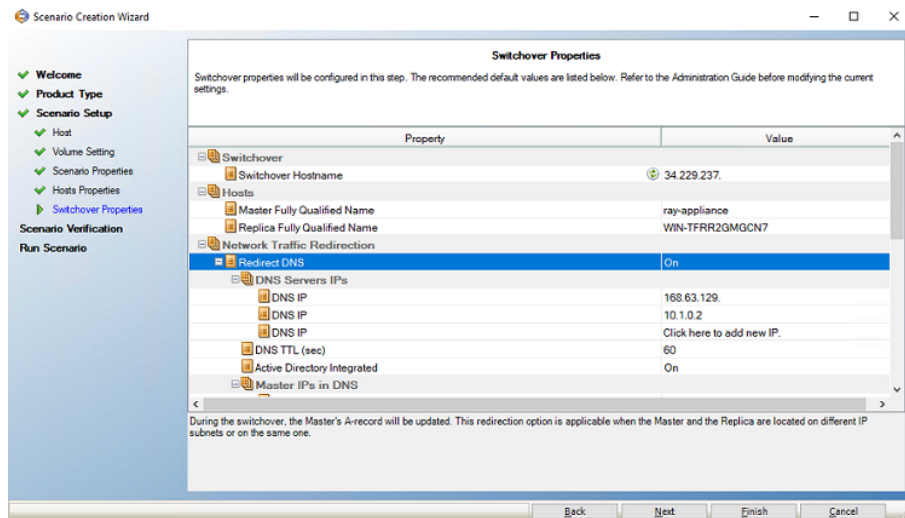 Scenario Creation Wizard
Welcome
Product Type
Scenario Setup
Host
Volume Setting
Scenario Properties
Hosts Properties
Switchover Properties
Scenario Verification
Run Scenario
Switchover Properties
Switchover properties will be configured in this step. The recommended default values are listed below. Refer to the Administration Guide before modifying the current
settings.
Property Value
Switchover
Switchover Hostname 34.229.237.
Hosts
Master Fully Qualified Name ray-appliance
Replica Fully Qualified Name WIN-TFRR2GMGCN7
Network Traffic Redirection
Redirect DNS On
DNS Servers IPs
DNS IP 168.63.129.
DNS IP 10.1.0.2
DNS IP Click here to add new IP.
DNS TTL (sec) 60
Active Directory Integrated On
Master IPs in DNS
During the switchover, the Master's A-record will be updated. This redirection option is applicable when the Master and the Replica are located on different IP
subnets or on the same one.
Back Next Finish Cancel